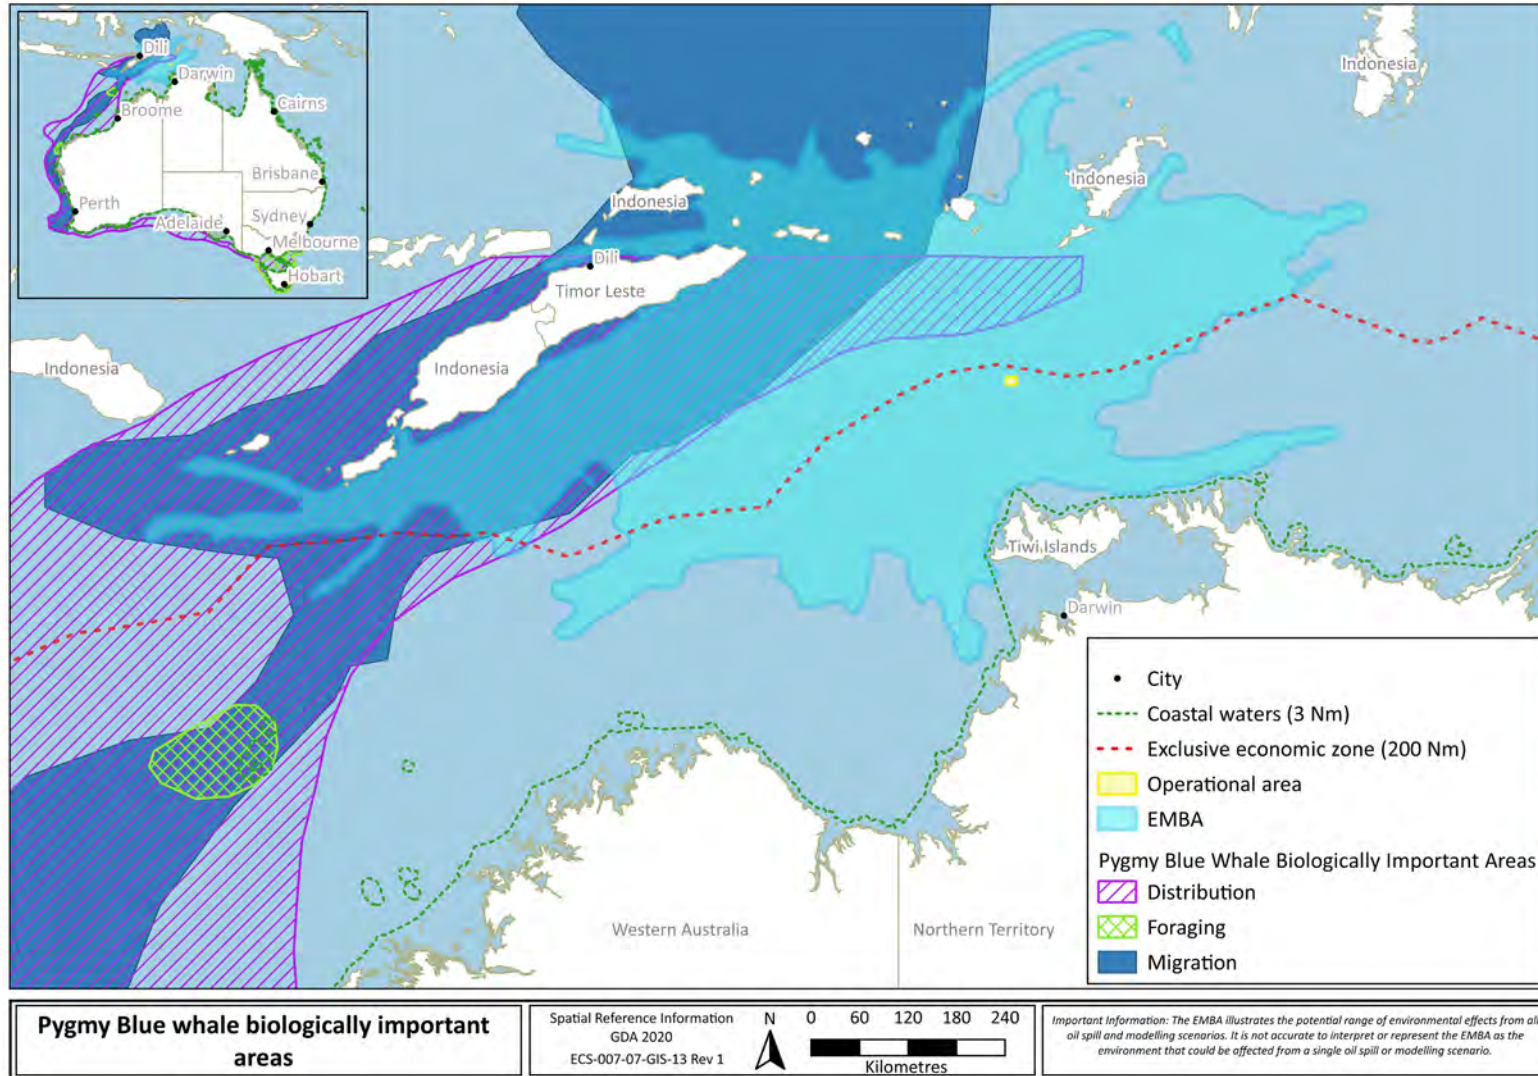 Dili
Darwin
Broome
Cairns
Brisbane
Perth
Adelaide
Sydney
Melbourne
Hobart
Indonesia
Indonesia
Indonesia
Dili
Timor Leste
Indonesia
Indonesia
Tiwi Islands
Darwin
Western Australia
Northern Territory
City
Coastal waters (3 Nm)
Exclusive economic zone (200 Nm)
Operational area
EMBA
Pygmy Blue Whale Biologically Important Areas
Distribution
Foraging
Migration
Pygmy Blue whale biologically important
areas
Spatial Reference Information
GDA 2020
ECS-007-07-GIS-13 Rev 1
N
0 60 120 180 240
Kilometres
Important Information: The EMBA illustrates the potential range of environmental effects from all
oil spill and modelling scenarios. It is not accurate to interpret or represent the EMBA as the
environment that could be affected from a single oil spill or modelling scenario.